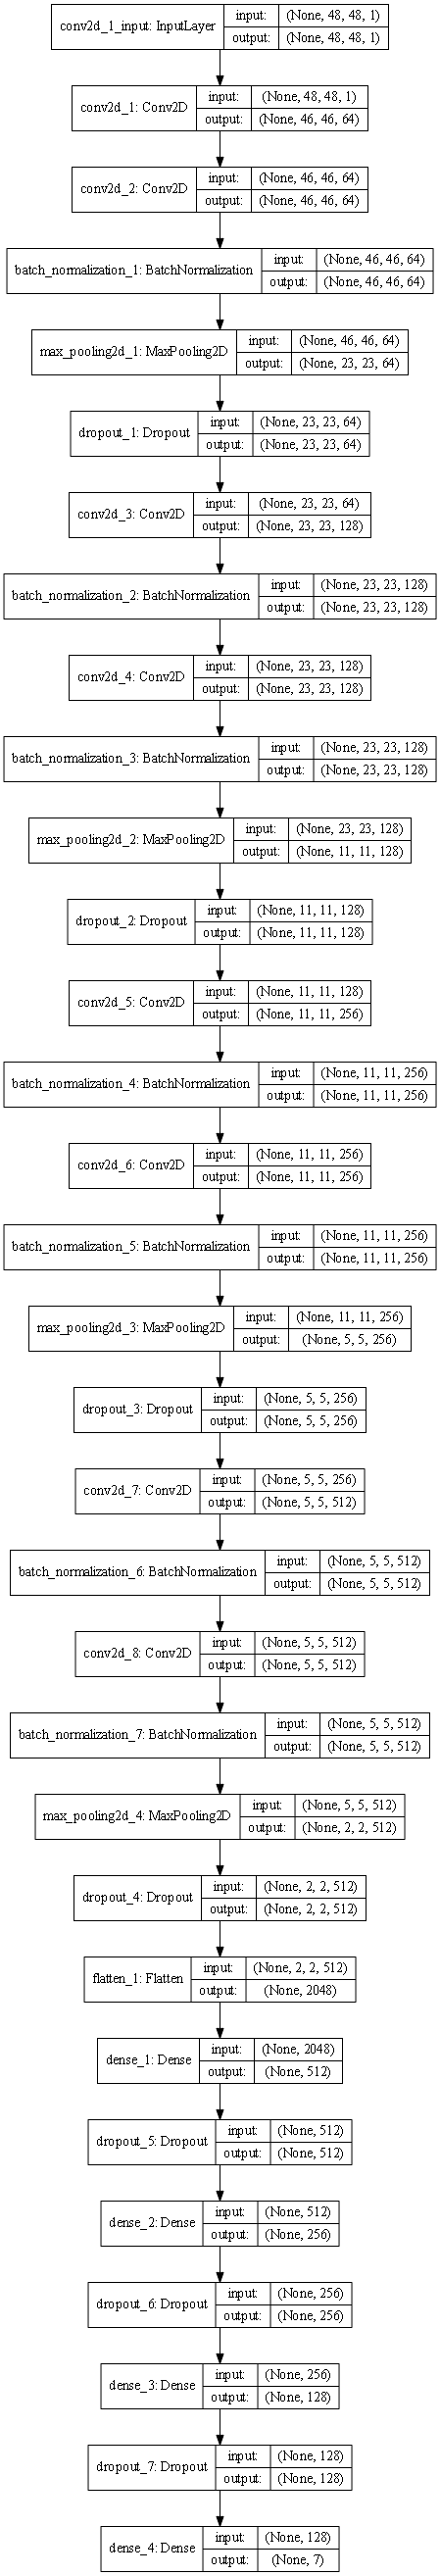 conv2d_1_input: InputLayer
input: (None, 48, 48, 1)
output: (None, 48, 48, 1)
conv2d_1: Conv2D
input: (None, 48, 48, 1)
output: (None, 46, 46, 64)
conv2d_2: Conv2D
input: (None, 46, 46, 64)
output: (None, 46, 46, 64)
batch_normalization_1: BatchNormalization
input: (None, 46, 46, 64)
output: (None, 46, 46, 64)
max_pooling2d_1: MaxPooling2D
input: (None, 46, 46, 64)
output: (None, 23, 23, 64)
dropout_1: Dropout
input: (None, 23, 23, 64)
output: (None, 23, 23, 64)
conv2d_3: Conv2D
input: (None, 23, 23, 64)
output: (None, 23, 23, 128)
batch_normalization_2: BatchNormalization
input: (None, 23, 23, 128)
output: (None, 23, 23, 128)
conv2d_4: Conv2D
input: (None, 23, 23, 128)
output: (None, 23, 23, 128)
batch_normalization_3: BatchNormalization
input: (None, 23, 23, 128)
output: (None, 23, 23, 128)
max_pooling2d_2: MaxPooling2D
input: (None, 23, 23, 128)
output: (None, 11, 11, 128)
dropout_2: Dropout
input: (None, 11, 11, 128)
output: (None, 11, 11, 128)
conv2d_5: Conv2D
input: (None, 11, 11, 128)
output: (None, 11, 11, 256)
batch_normalization_4: BatchNormalization
input: (None, 11, 11, 256)
output: (None, 11, 11, 256)
conv2d_6: Conv2D
input: (None, 11, 11, 256)
output: (None, 11, 11, 256)
batch_normalization_5: BatchNormalization
input: (None, 11, 11, 256)
output: (None, 11, 11, 256)
max_pooling2d_3: MaxPooling2D
input: (None, 11, 11, 256)
output: (None, 5, 5, 256)
dropout_3: Dropout
input: (None, 5, 5, 256)
output: (None, 5, 5, 256)
conv2d_7: Conv2D
input: (None, 5, 5, 256)
output: (None, 5, 5, 512)
batch_normalization_6: BatchNormalization
input: (None, 5, 5, 512)
output: (None, 5, 5, 512)
conv2d_8: Conv2D
input: (None, 5, 5, 512)
output: (None, 5, 5, 512)
batch_normalization_7: BatchNormalization
input: (None, 5, 5, 512)
output: (None, 5, 5, 512)
max_pooling2d_4: MaxPooling2D
input: (None, 5, 5, 512)
output: (None, 2, 2, 512)
dropout_4: Dropout
input: (None, 2, 2, 512)
output: (None, 2, 2, 512)
flatten_1: Flatten
input: (None, 2, 2, 512)
output: (None, 2048)
dense_1: Dense
input: (None, 2048)
output: (None, 512)
dropout_5: Dropout
input: (None, 512)
output: (None, 512)
dense_2: Dense
input: (None, 512)
output: (None, 256)
dropout_6: Dropout
input: (None, 256)
output: (None, 256)
dense_3: Dense
input: (None, 256)
output: (None, 128)
dropout_7: Dropout
input: (None, 128)
output: (None, 128)
dense_4: Dense
input: (None, 128)
output: (None, 7)